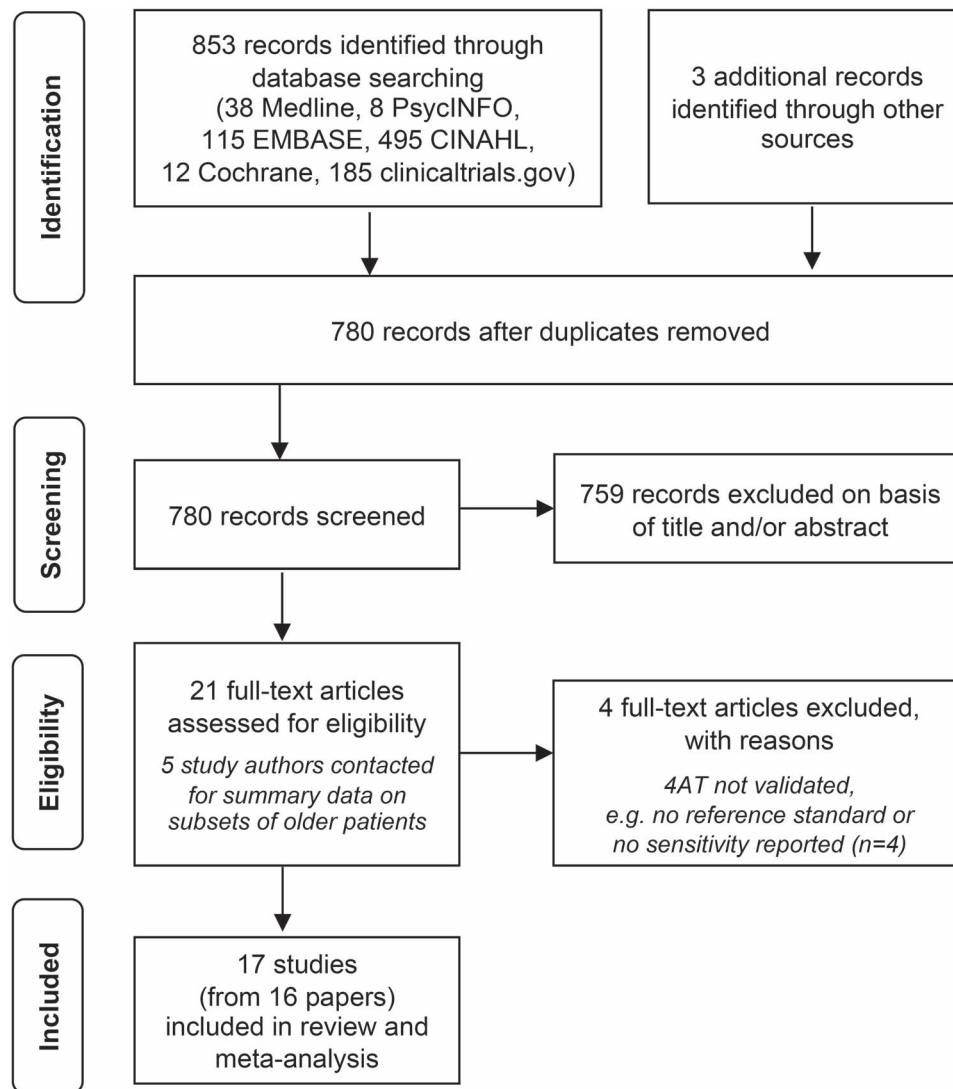 Identification
853 records identified through
database searching
(38 Medline, 8 PsycINFO,
115 EMBASE, 495 CINAHL,
12 Cochrane, 185 clinicaltrials.gov)
3 additional records
identified through other
sources
780 records after duplicates removed
Screening
780 records screened
759 records excluded on basis
of title and/or abstract
Eligibility
21 full-text articles
assessed for eligibility
5 study authors contacted
for summary data on
subsets of older patients
4 full-text articles excluded,
with reasons
4AT not validated,
e.g. no reference standard or
no sensitivity reported (n=4)
Included
17 studies
(from 16 papers)
included in review and
meta-analysis